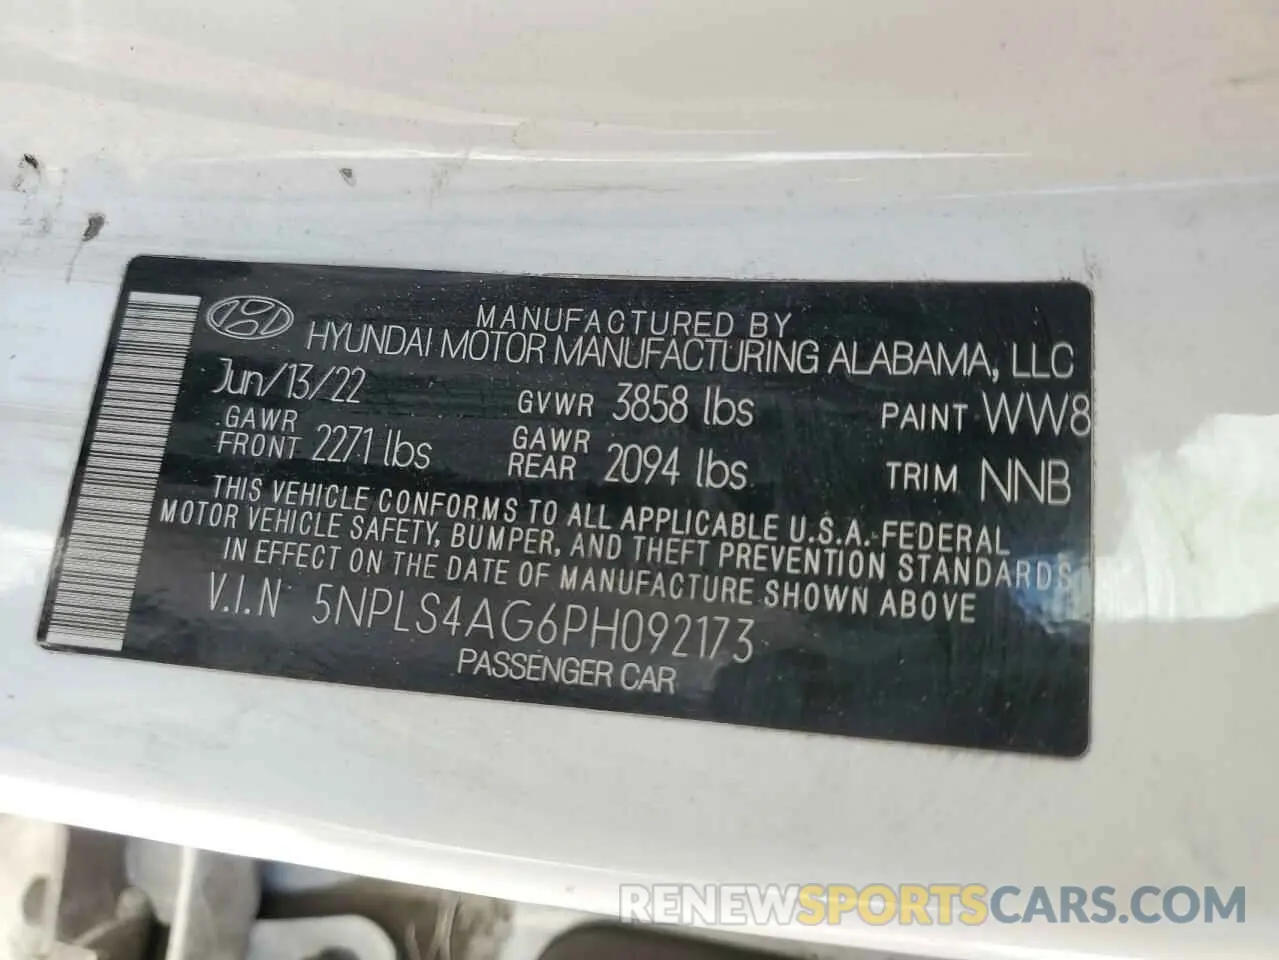 MANUFACTURED BY
HYUNDAI MOTOR MANUFACTURING ALABAMA, LLC
Jun/13/22 GVWR 3858 lbs PAINT WW8
GAWR FRONT 2271 lbs GAWR REAR 2094 lbs TRIM NNB
THIS VEHICLE CONFORMS TO ALL APPLICABLE U.S.A.-FEDERAL
MOTOR VEHICLE SAFETY, BUMPER, AND THEFT PREVENTION STANDARDS
IN EFFECT ON THE DATE OF MANUFACTURE SHOWN ABOVE
V.I.N 5NPLS4AG6PH092173
PASSENGER CAR
RENEWSPORTSCARS.COM